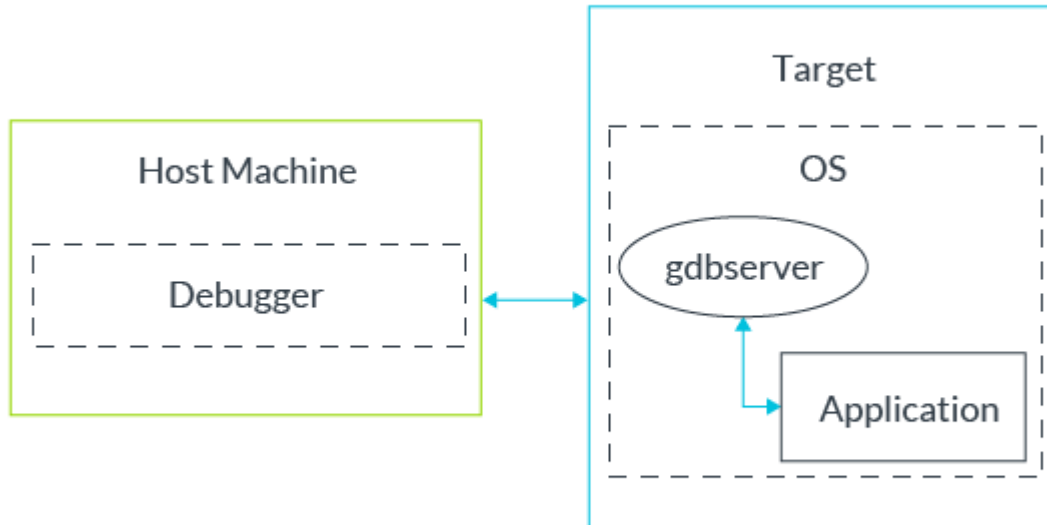 Host Machine
Debugger
Target
OS
gdbserver
Application